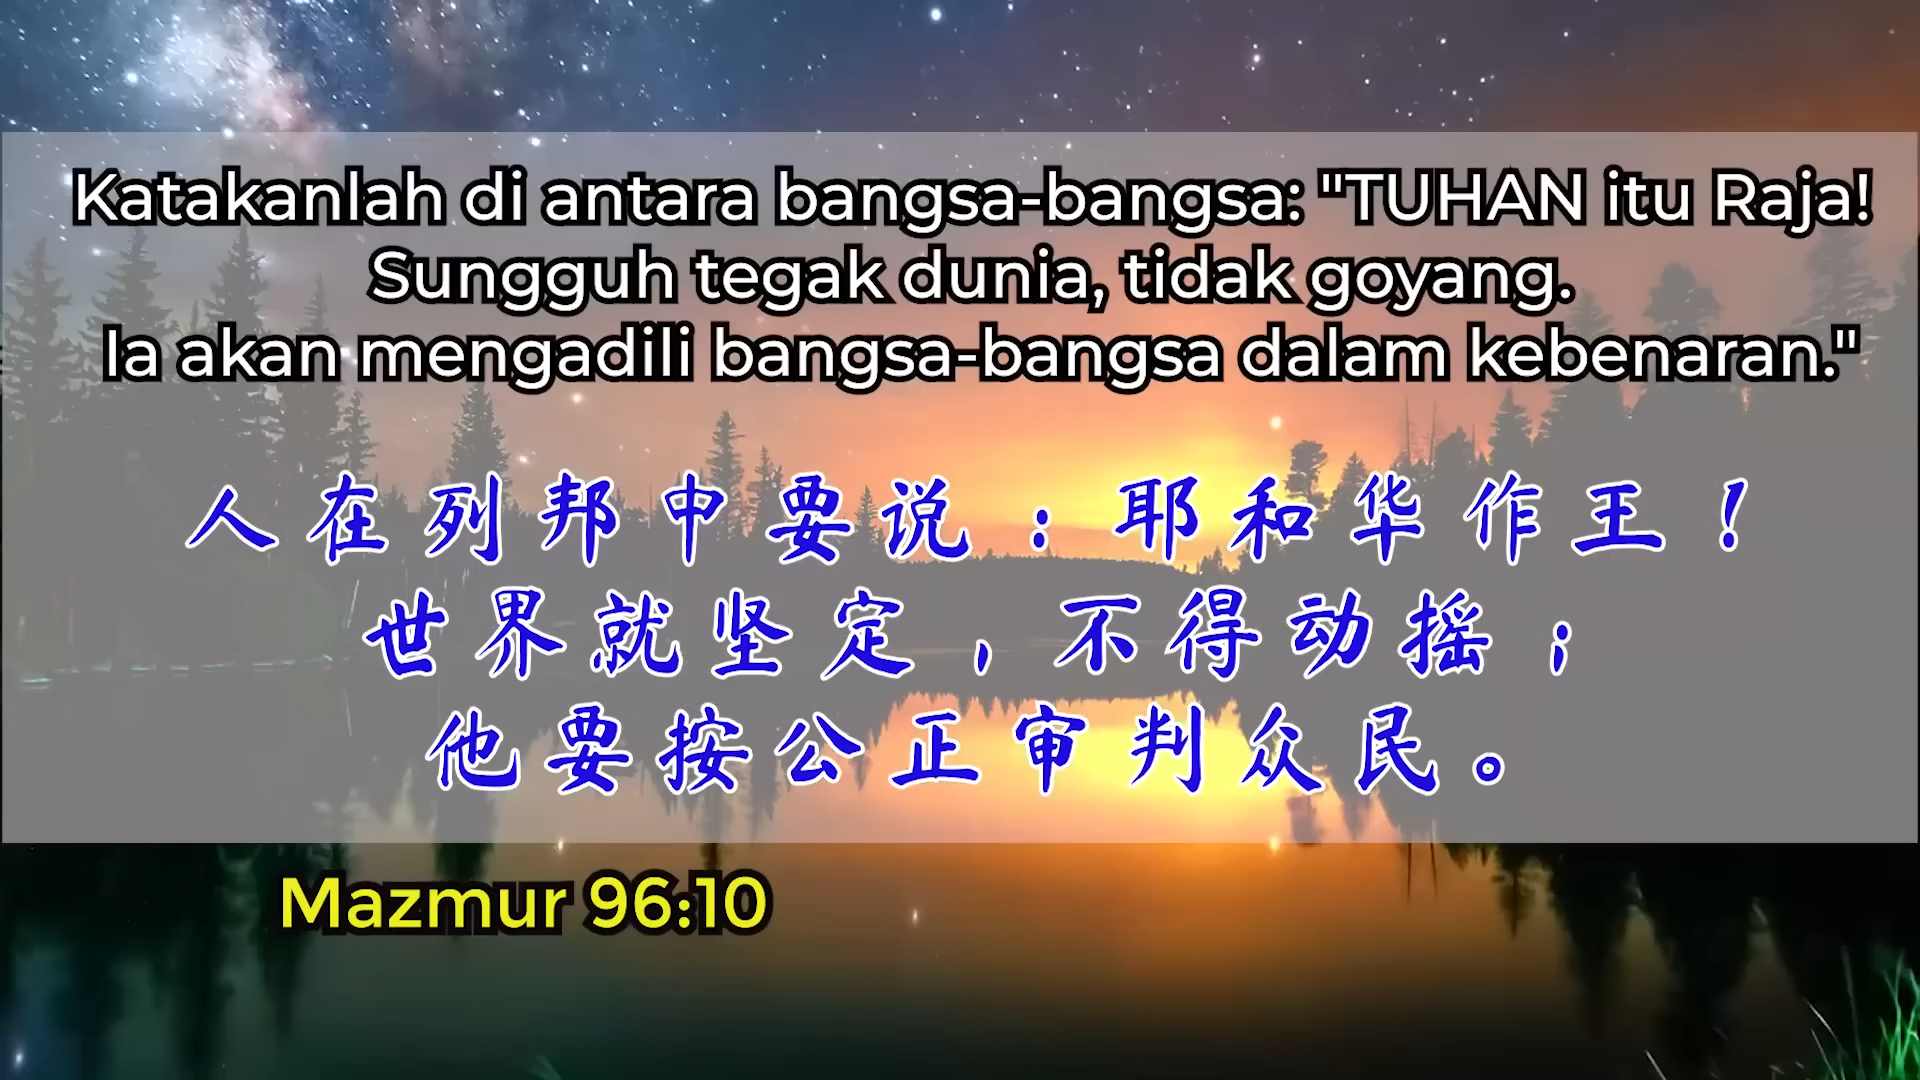 Katakanlah di antara bangsa-bangsa: "TUHAN itu Raja!
Sungguh tegak dunia, tidak goyang.
Ia akan mengadili bangsa-bangsa dalam kebenaran."
人在列邦中要说：耶和华作王！
世界就坚定，不得动摇；
他要按公正审判众民。
Mazmur 96:10